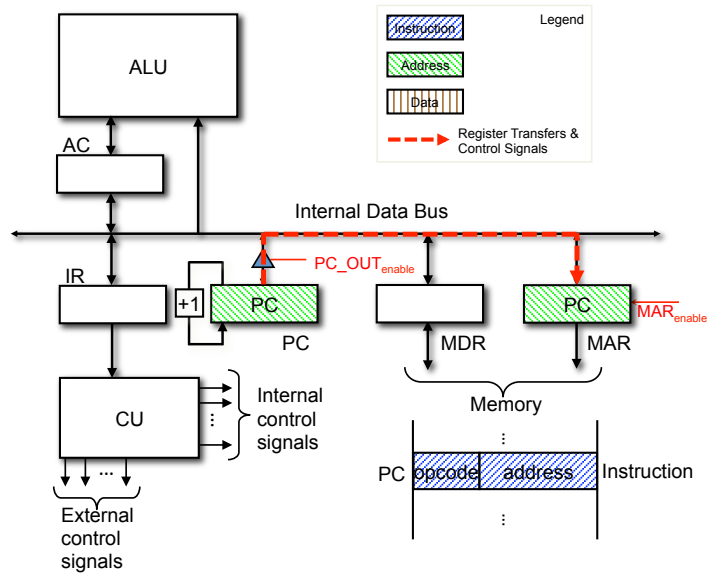 Legend
Instruction
ALU
Address
Data
AC
Register Transfers &
Control Signals
Internal Data Bus
PC_OUTenable
IR
+1
PC
PC
MARenable
PC
MDR
MAR
CU
Internal
control
signals
...
Memory
...
...
PC
opcode
address
Instruction
External
control
signals
...